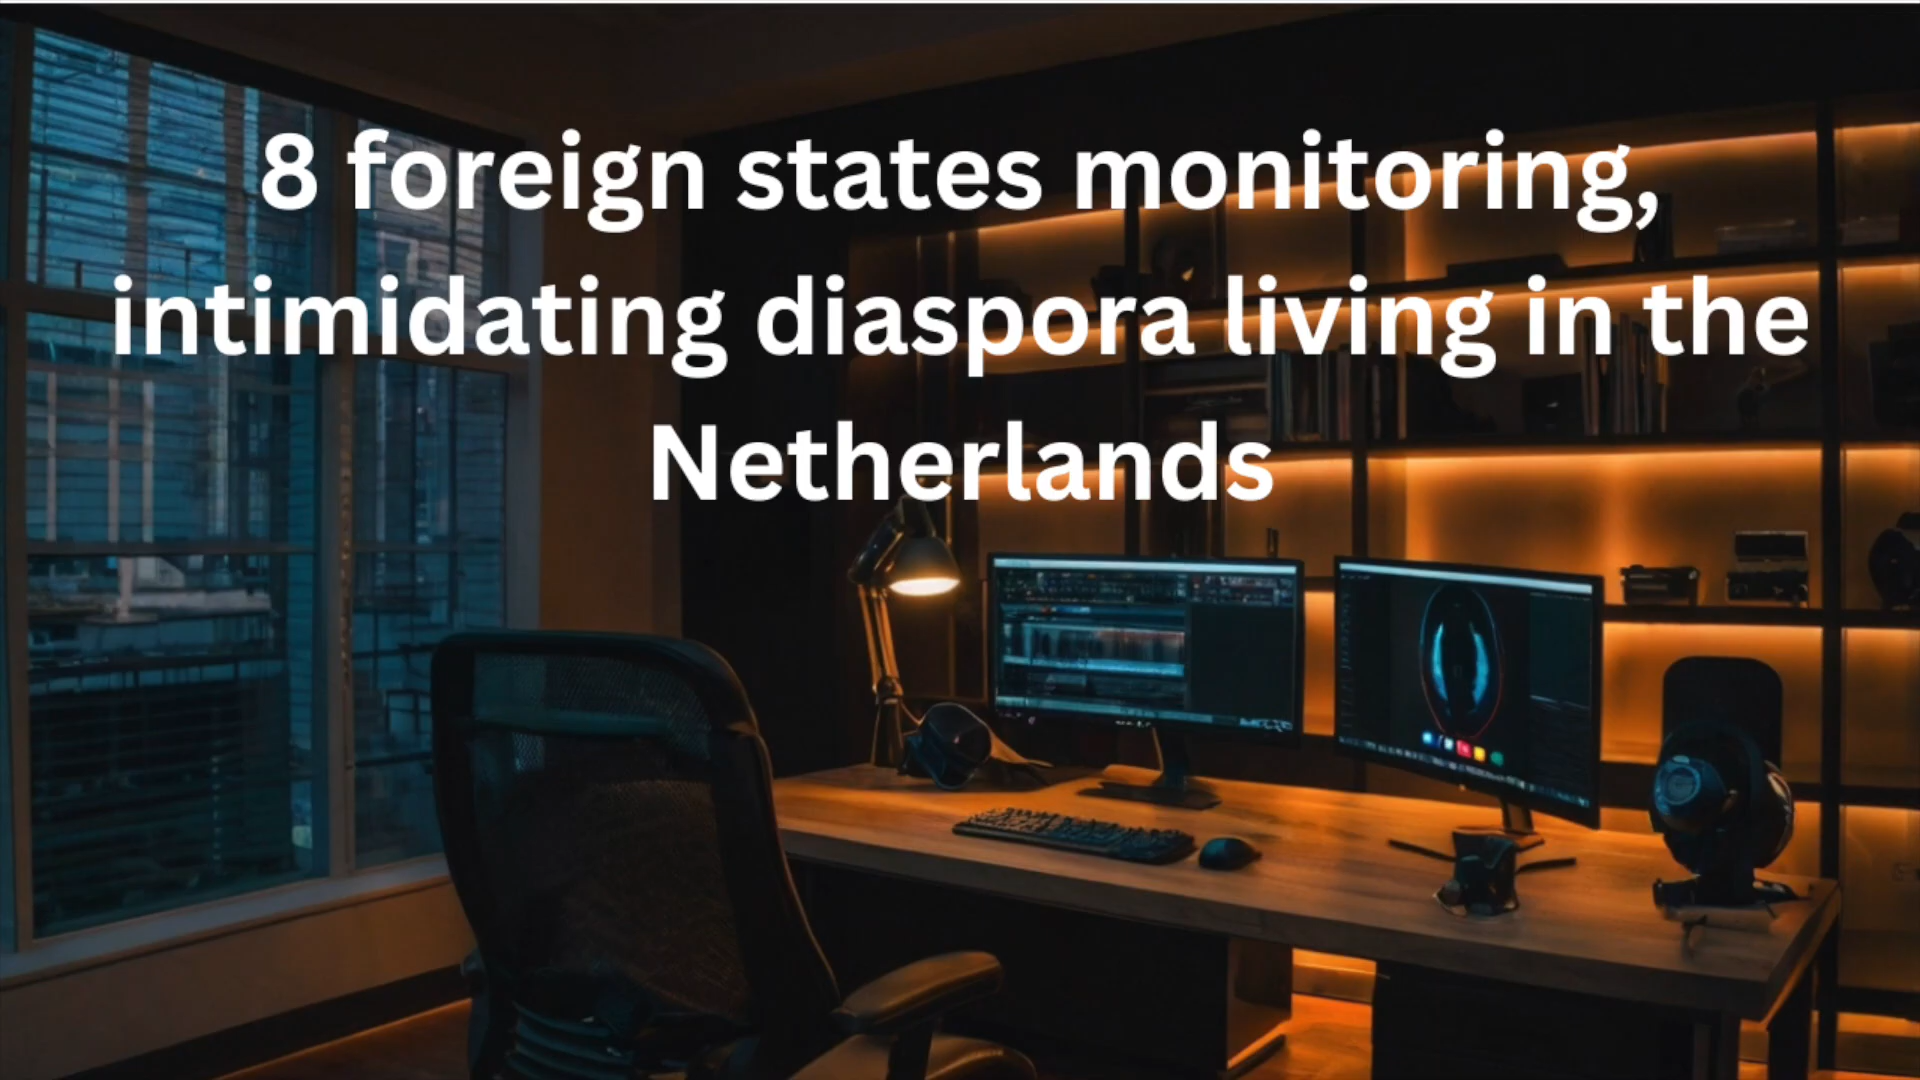 8 foreign states monitoring,
intimidating diaspora living in the
Netherlands